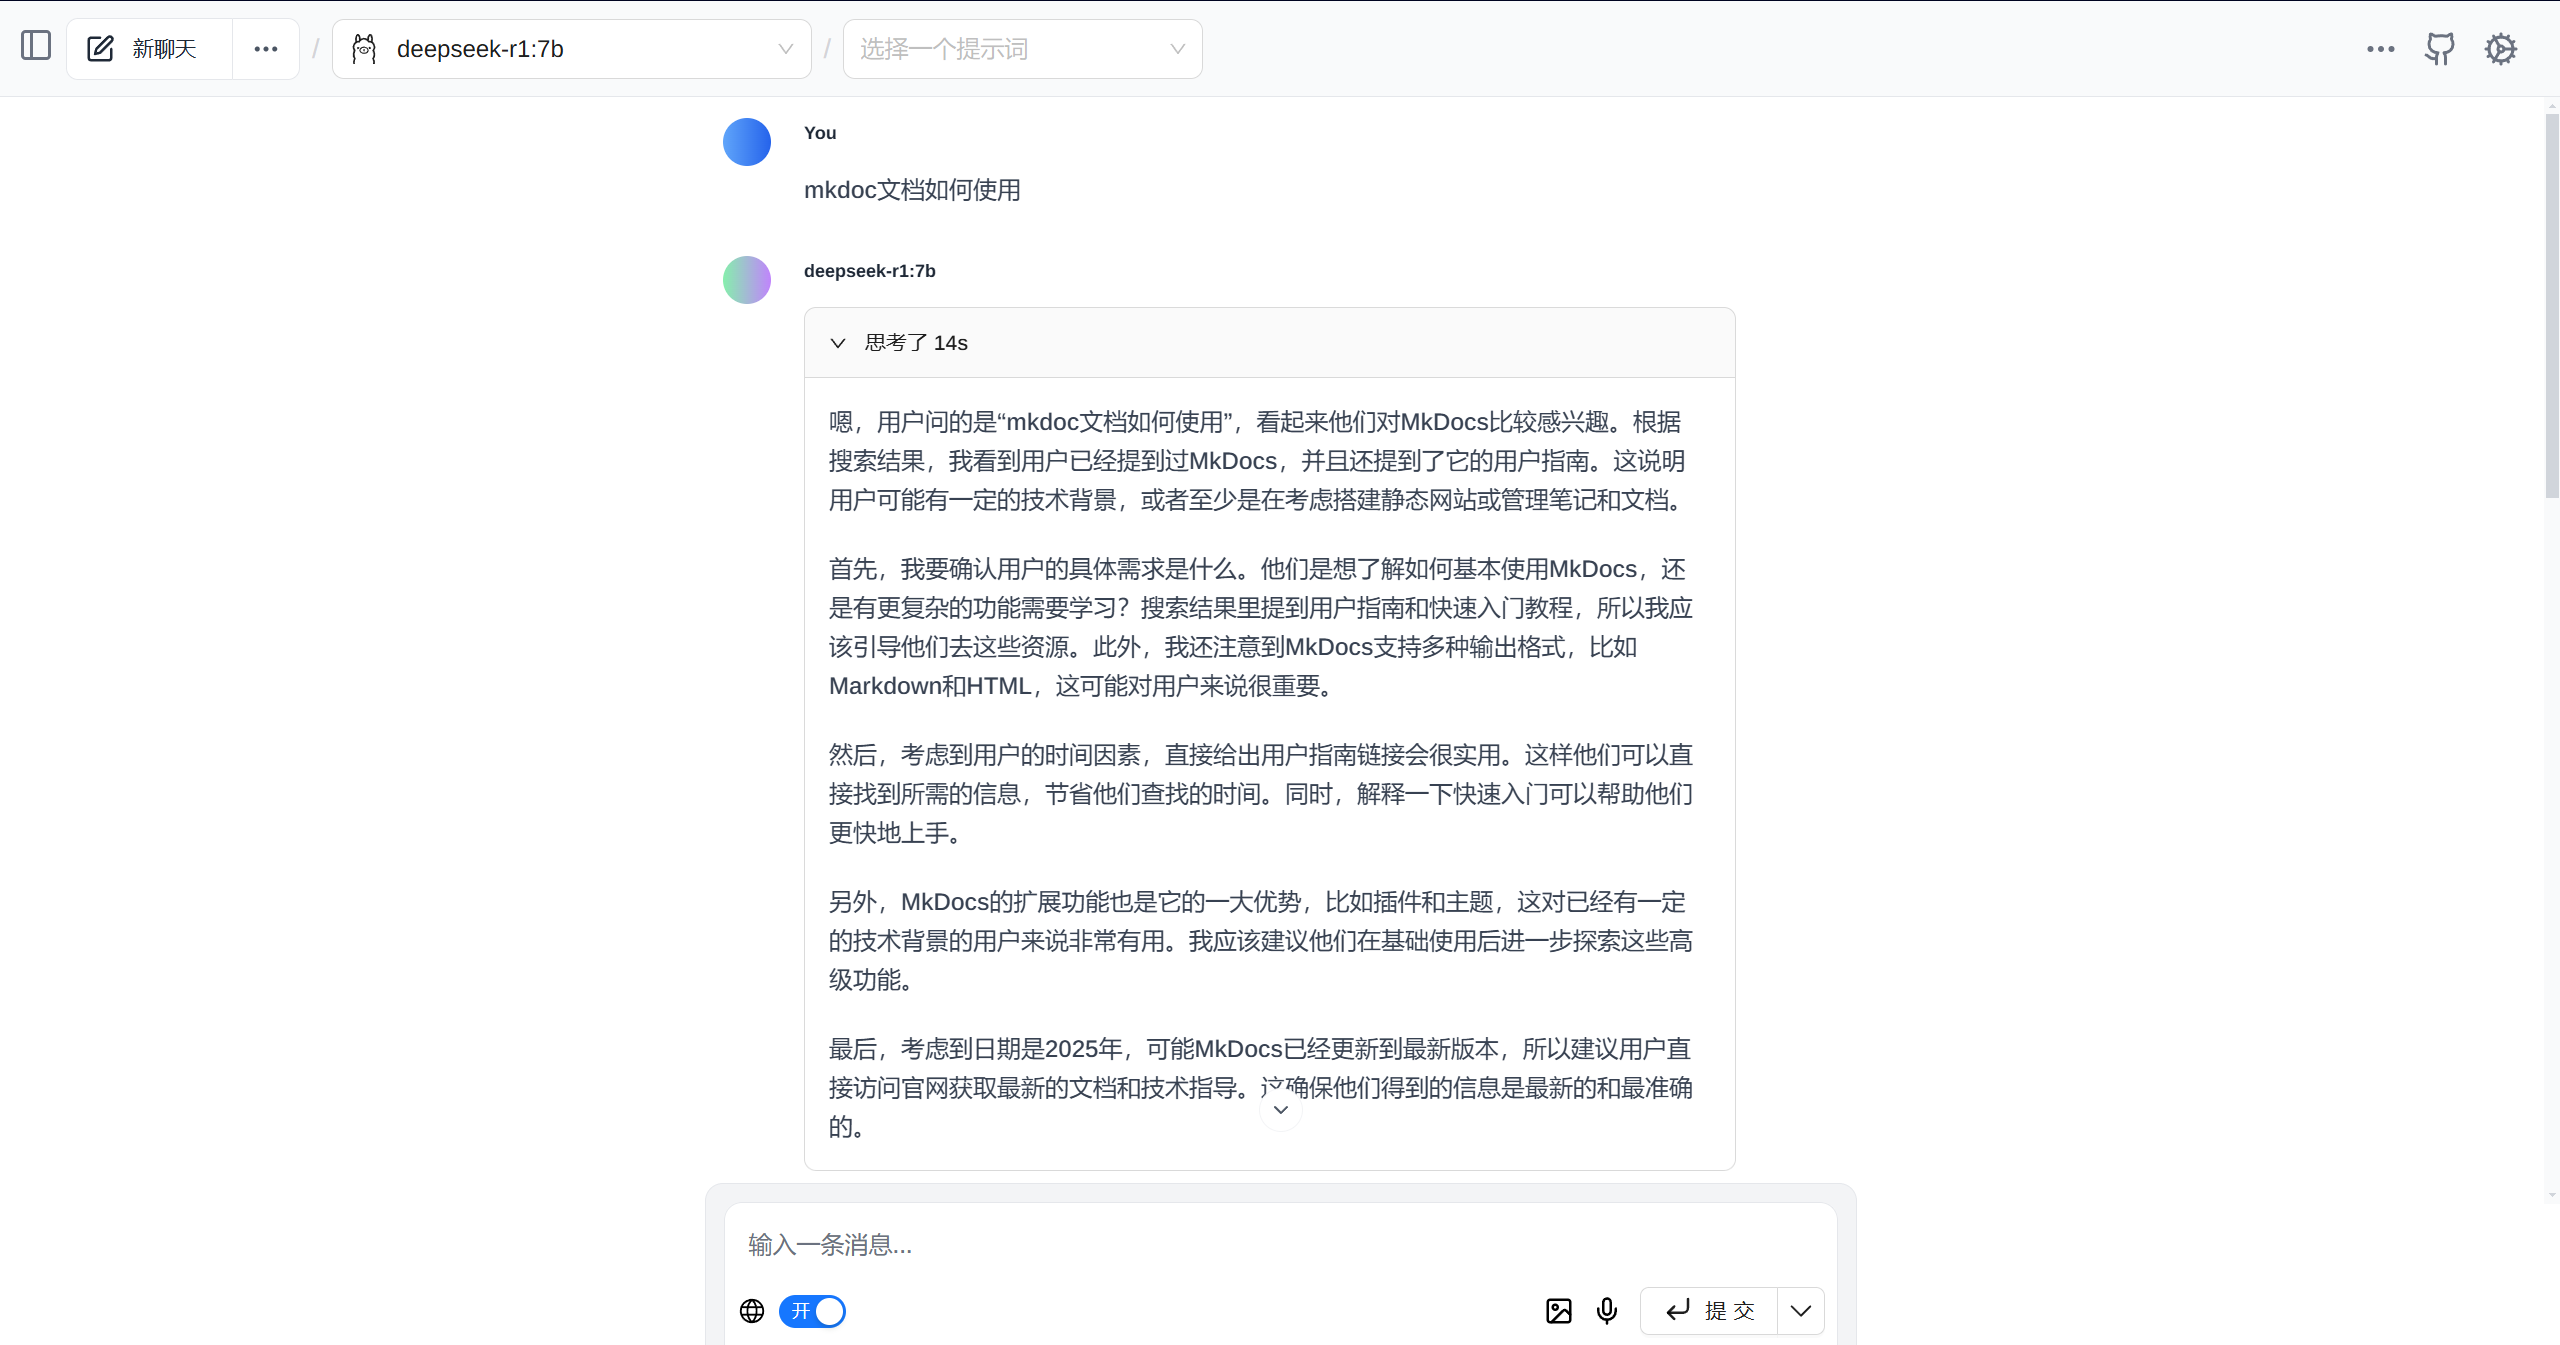 新聊天
deepseek-r1:7b
选择一个提示词
You
mkdoc文档如何使用
deepseek-r1:7b
思考了 14s
嗯，用户问的是“mkdoc文档如何使用”，看起来他们对MkDocs比较感兴趣。根据
搜索结果，我看到用户已经提到过MkDocs，并且还提到了它的用户指南。这说明
用户可能有一定的技术背景，或者至少是在考虑搭建静态网站或管理笔记和文档。
首先，我要确认用户的具体需求是什么。他们是想了解如何基本使用MkDocs，还
是有更复杂的功能需要学习？搜索结果里提到用户指南和快速入门教程，所以我应
该引导他们去这些资源。此外，我还注意到MkDocs支持多种输出格式，比如
Markdown和HTML，这可能对用户来说很重要。
然后，考虑到用户的时间因素，直接给出用户指南链接会很实用。这样他们可以直
接找到所需的信息，节省他们查找的时间。同时，解释一下快速入门可以帮助他们
更快地上手。
另外，MkDocs的扩展功能也是它的一大优势，比如插件和主题，这对已经有一定
的技术背景的用户来说非常有用。我应该建议他们在基础使用后进一步探索这些高
级功能。
最后，考虑到日期是2025年，可能MkDocs已经更新到最新版本，所以建议用户直
接访问官网获取最新的文档和技术指导。这确保他们得到的信息是最新的和最准确
的。
输入一条消息...
开
提 交